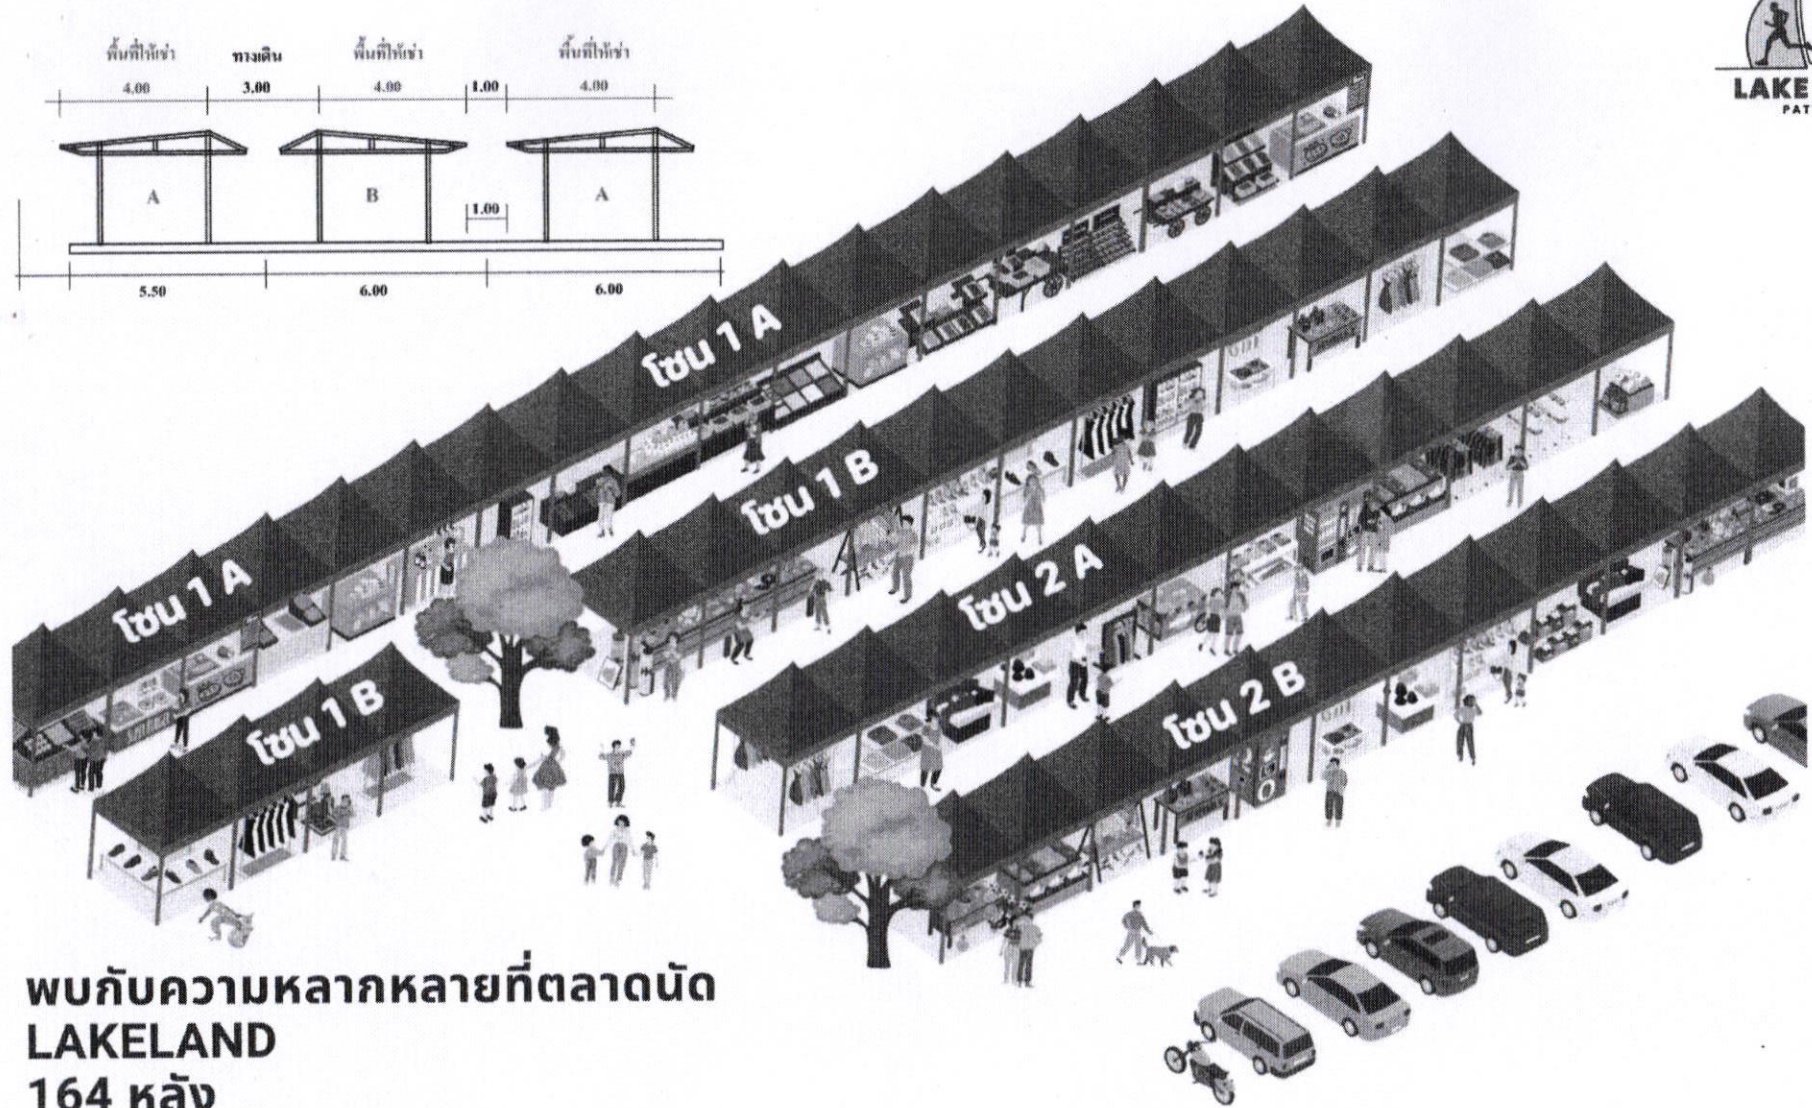 พื้นที่ให้เช่า ทางเดิน พื้นที่ให้เช่า พื้นที่ให้เช่า
4.00 3.00 4.00 1.00 4.00
A B A
1.00
5.50 6.00 6.00
LAKE
PAT
โซน 1 A
โซน 1 B
โซน 1 A
โซน 2 A
โซน 1 B
โซน 2 B
พบกับความหลากหลายที่ตลาดนัด
LAKELAND
164 หลัง